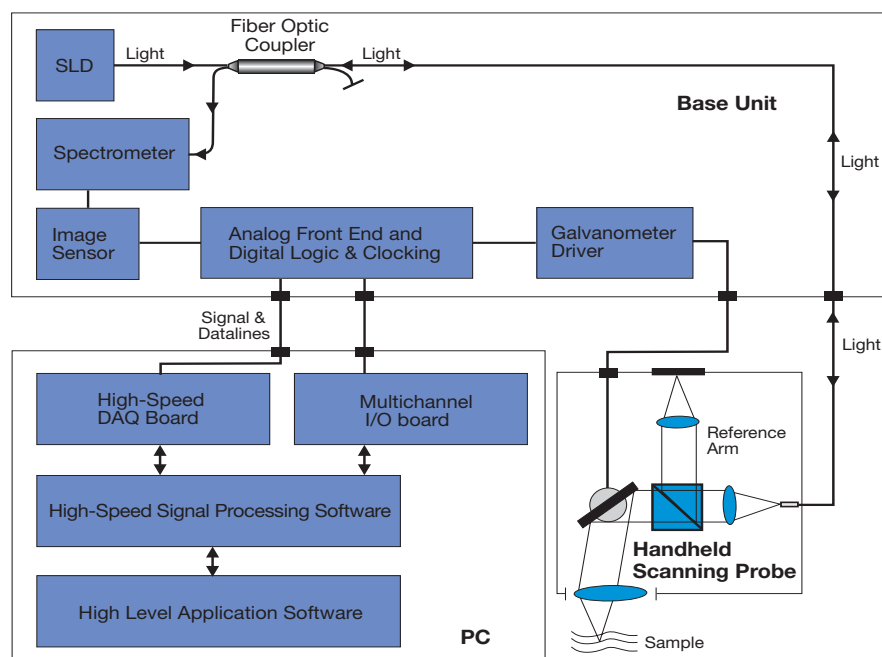 Fiber Optic
Coupler
SLD
Light
Light
Base Unit
Spectrometer
Light
Image
Sensor
Analog Front End and
Digital Logic & Clocking
Galvanometer
Driver
Signal &
Datalines
Light
High-Speed
DAQ Board
Multichannel
I/O board
Reference
Arm
High-Speed Signal Processing Software
Handheld
Scanning Probe
High Level Application Software
PC
Sample